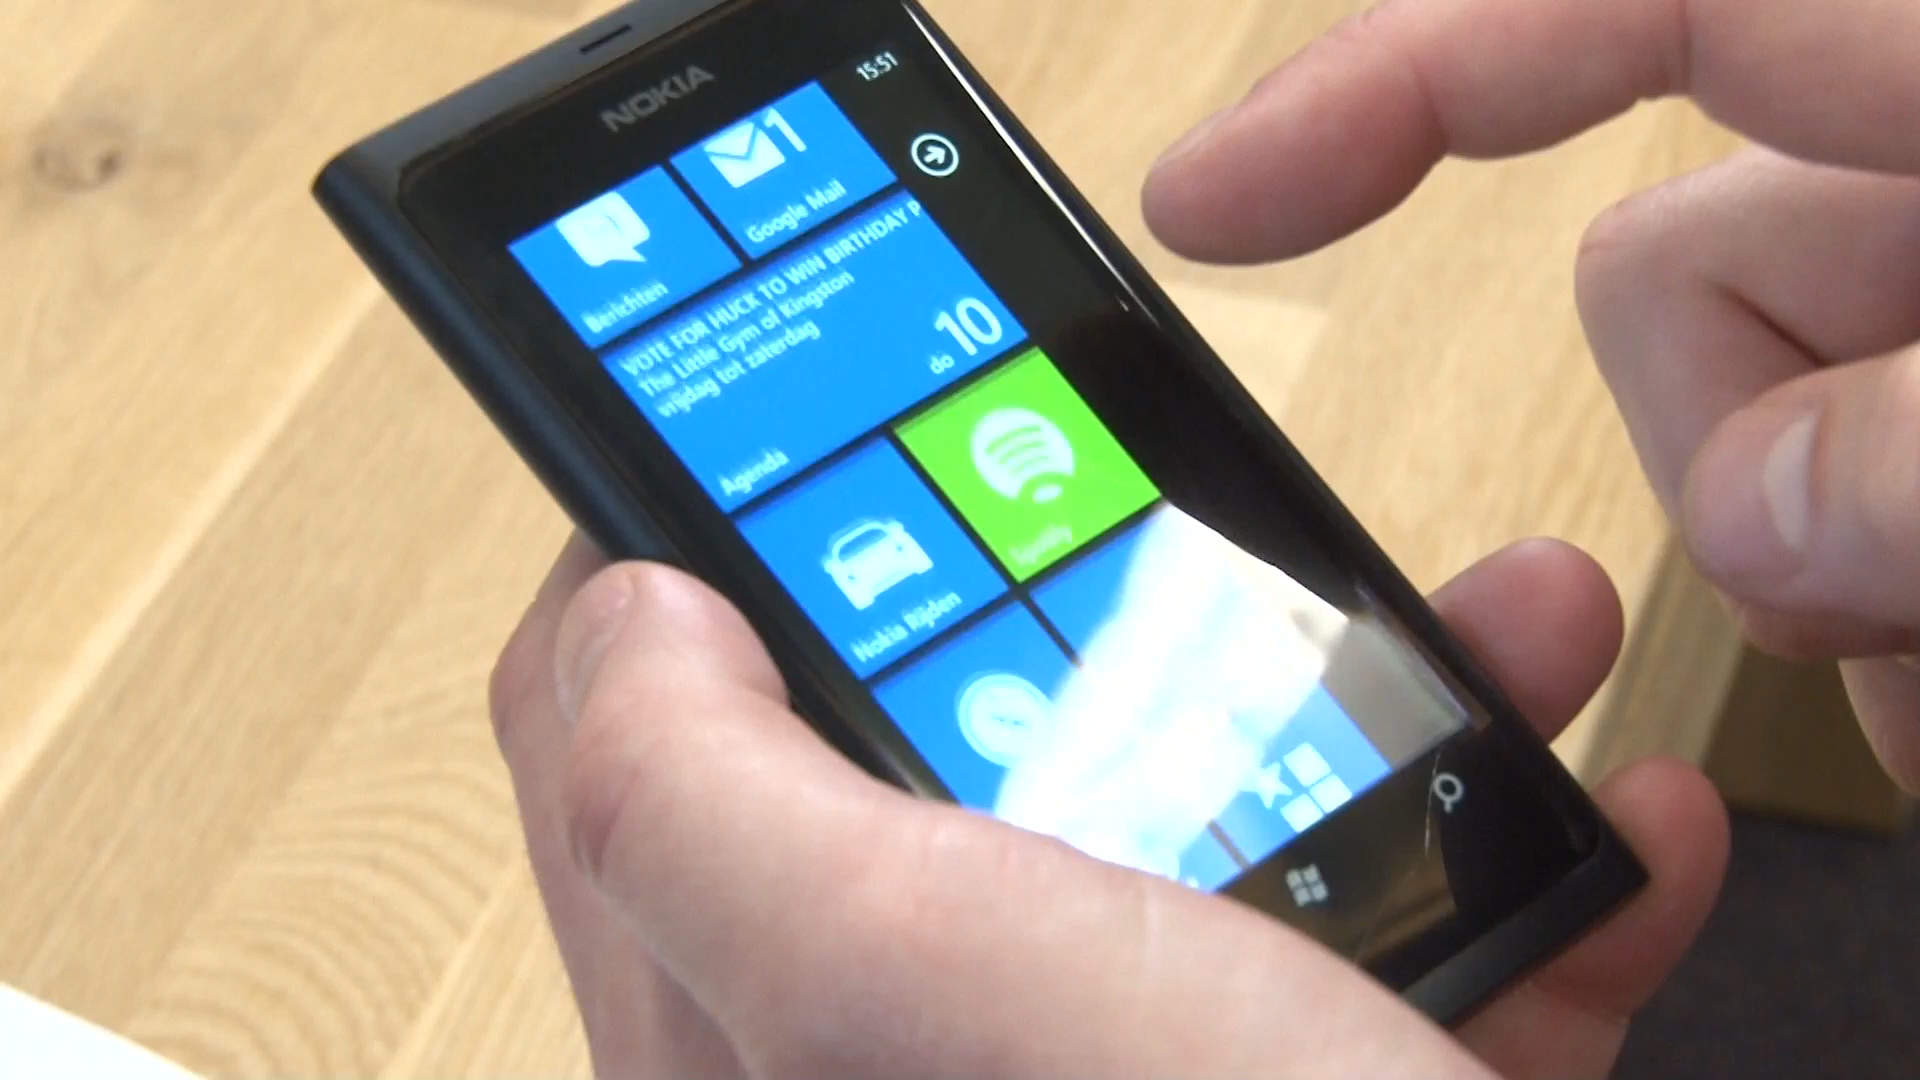 NOKIA
15:51
1
Google Mail
Berichten
VOTE FOR HUCK TO WIN BIRTHDAY P
The Little Gym of Kingston
vrijdag tot zaterdag
do 10
Agenda
Spotify
Nokia Rijden